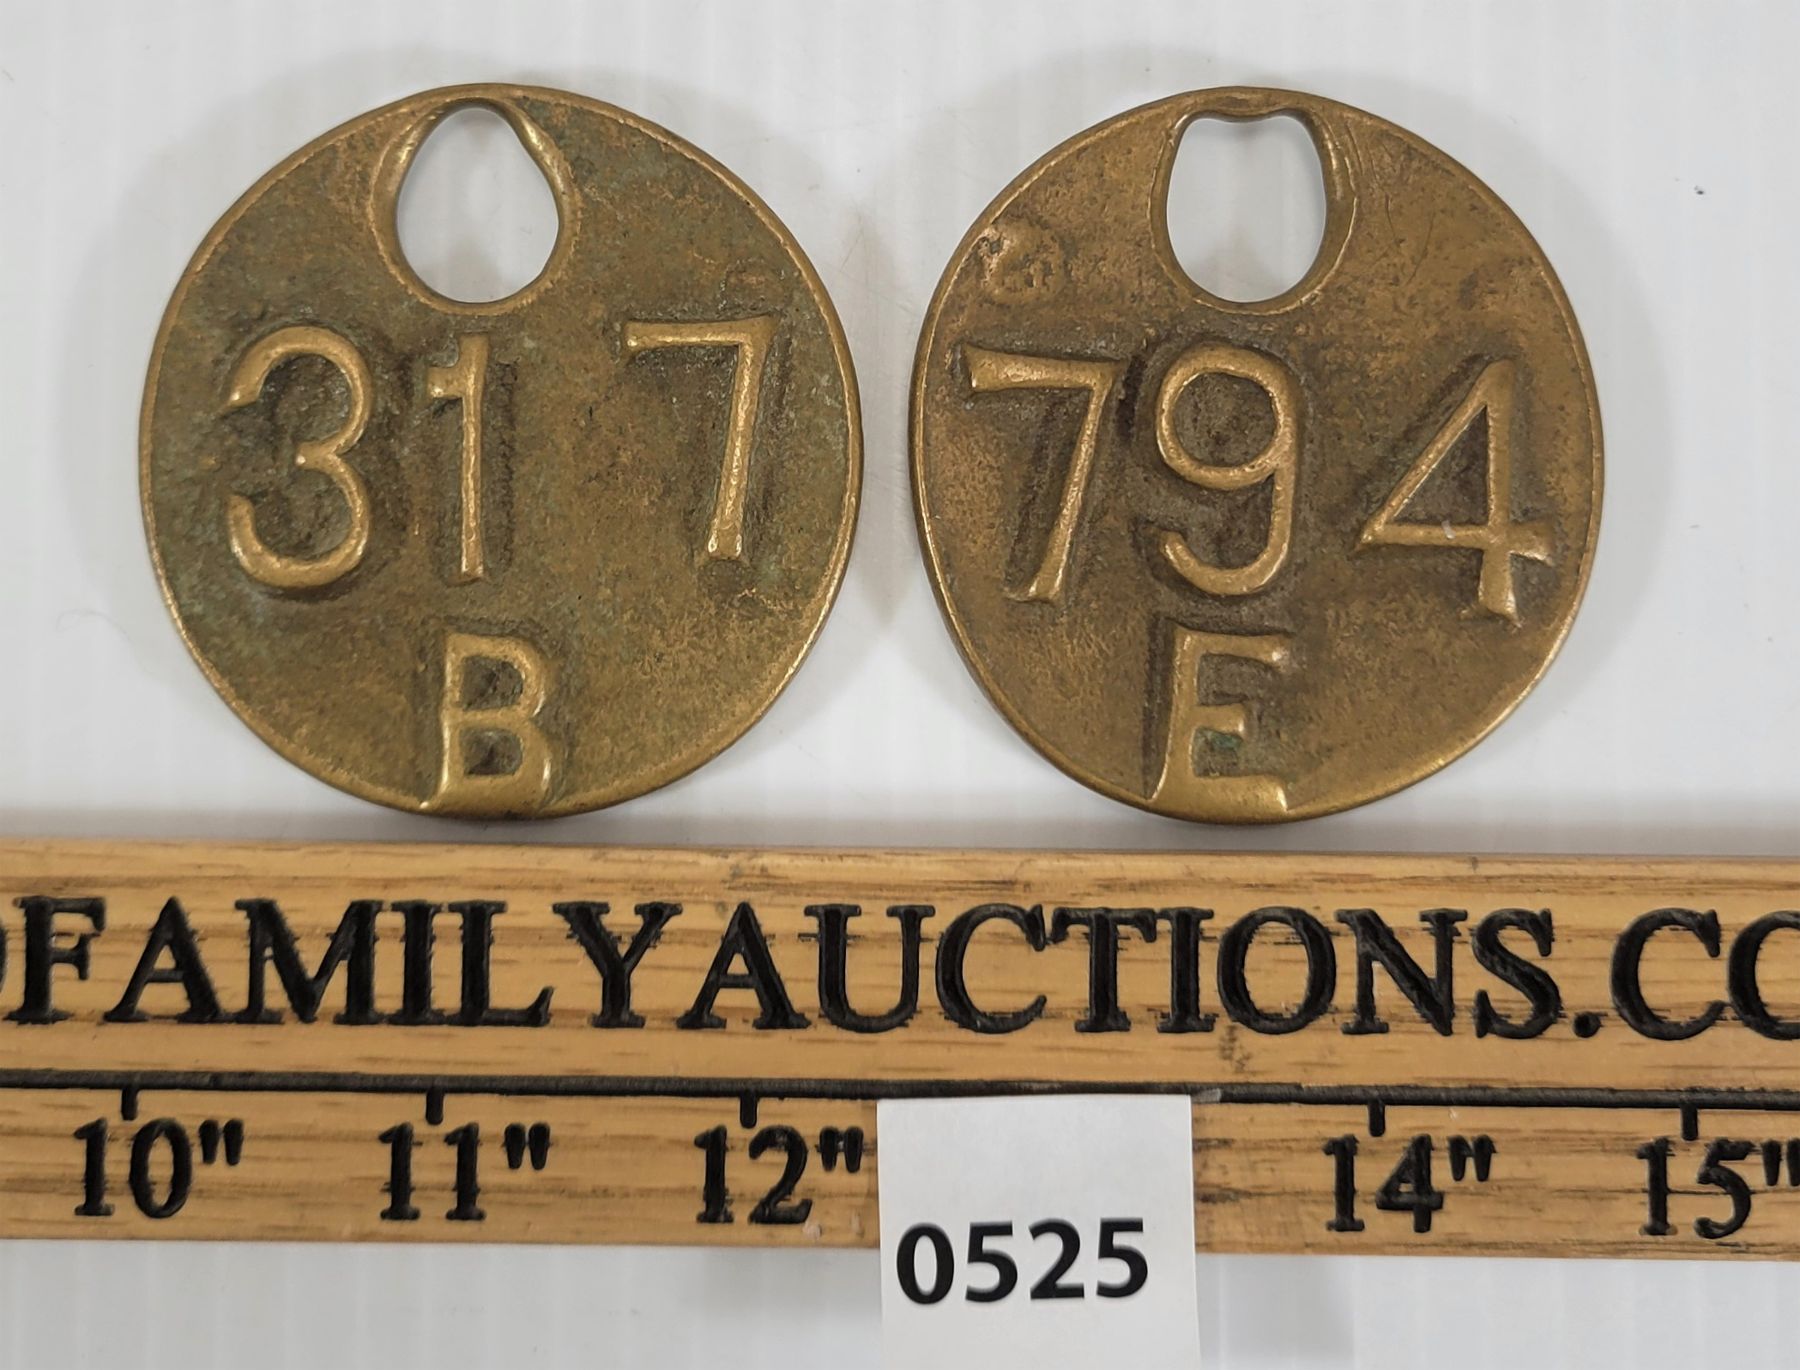 317
B
794
E
FAMILYAUCTIONS.CO
10" 11" 12" 14" 15"
0525